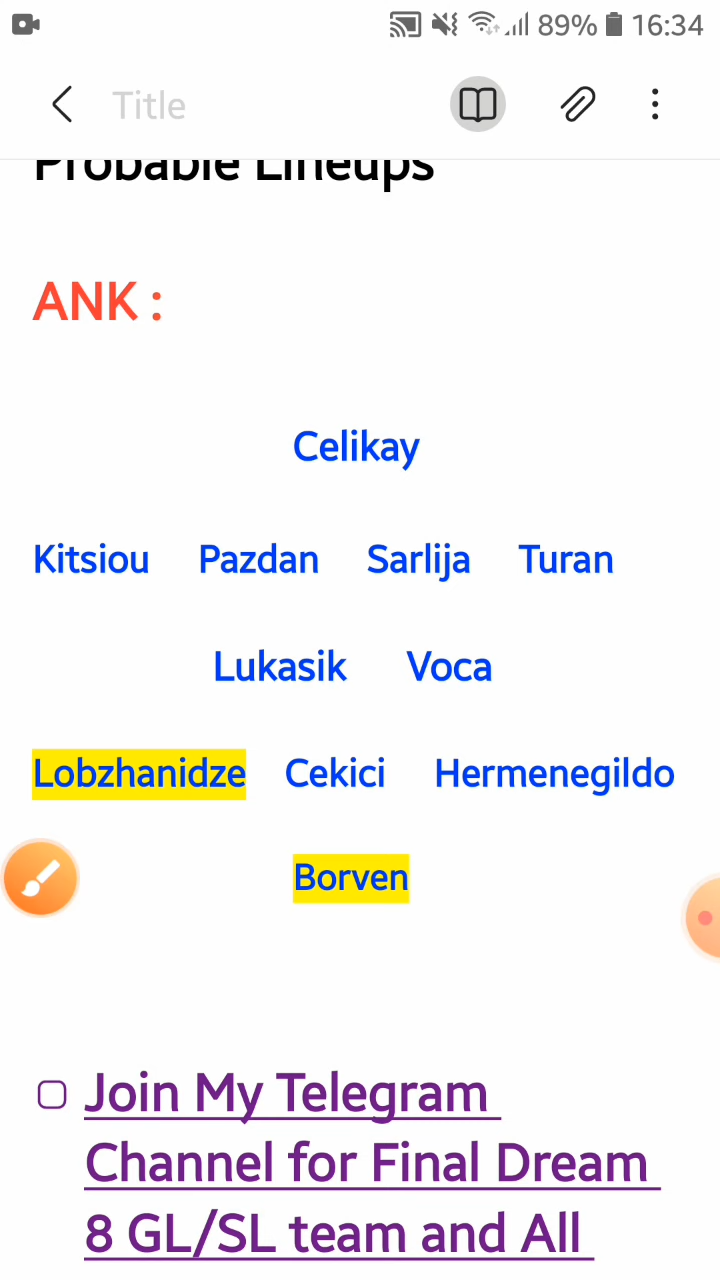 89% 16:34
Title
Probable Lineups
ANK :
Celikay
Kitsiou Pazdan Sarlija Turan
Lukasik Voca
Lobzhanidze Cekici Hermenegildo
Borven
Join My Telegram
Channel for Final Dream
8 GL/SL team and All